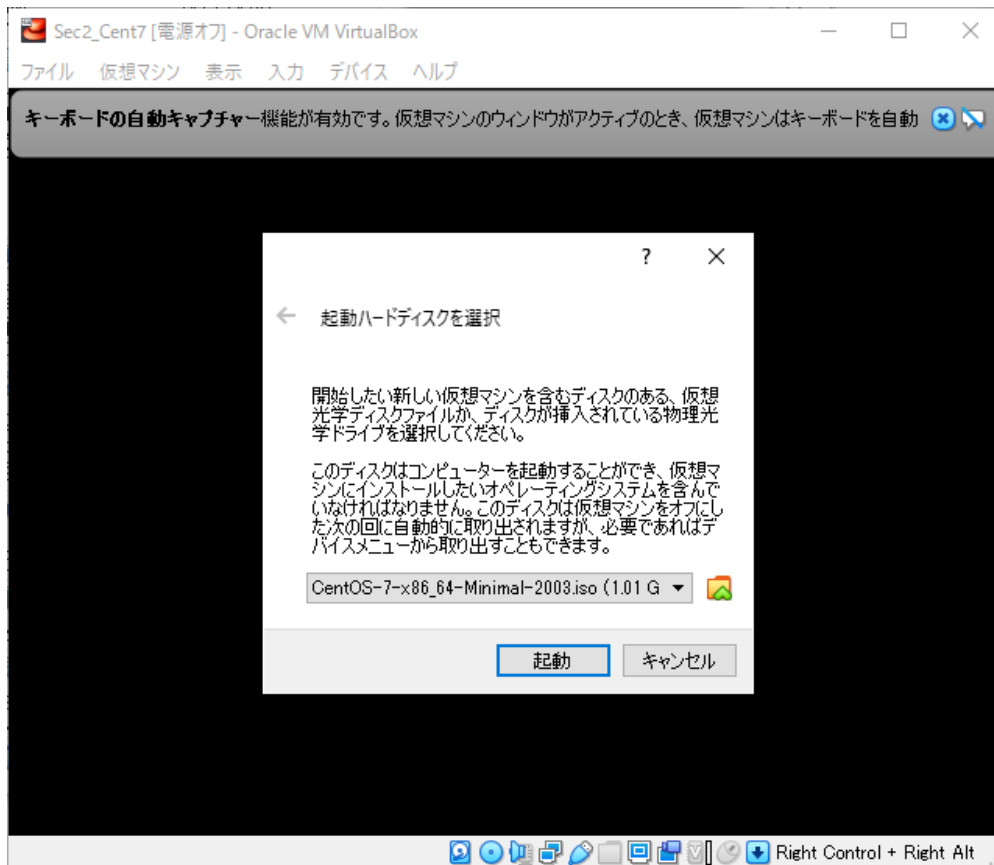 Sec2_Cent7 [電源オフ] - Oracle VM VirtualBox
ファイル 仮想マシン 表示 入力 デバイス ヘルプ
キーボードの自動キャプチャー機能が有効です。仮想マシンのウィンドウがアクティブのとき、仮想マシンはキーボードを自動
?
起動ハードディスクを選択
開始したい新しい仮想マシンを含むディスクのある、仮想
光学ディスクファイルか、ディスクが挿入されている物理光
学ドライブを選択してください。
このディスクはコンピューターを起動することができ、仮想マ
シンにインストールしたいオペレーティングシステムを含んで
いなければなりません。このディスクは仮想マシンをオフにし
た次の回に自動的に取り出されますが、必要であればデ
バイスメニューから取り出すこともできます。
CentOS-7-x86_64-Minimal-2003.iso (1.01 G
起動 キャンセル
Right Control + Right Alt